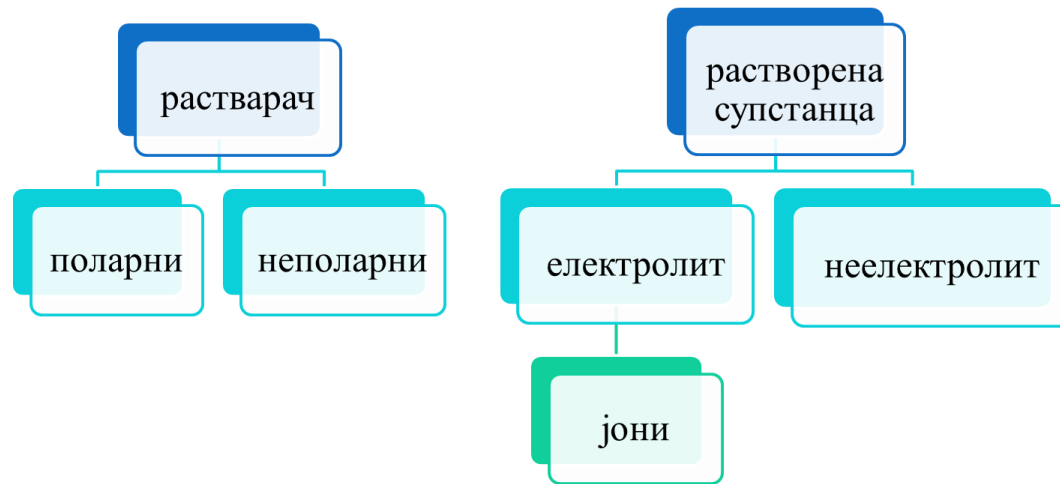 растварач
растворена
супстанца
поларни
неполарни
електролит
неелектролит
јони